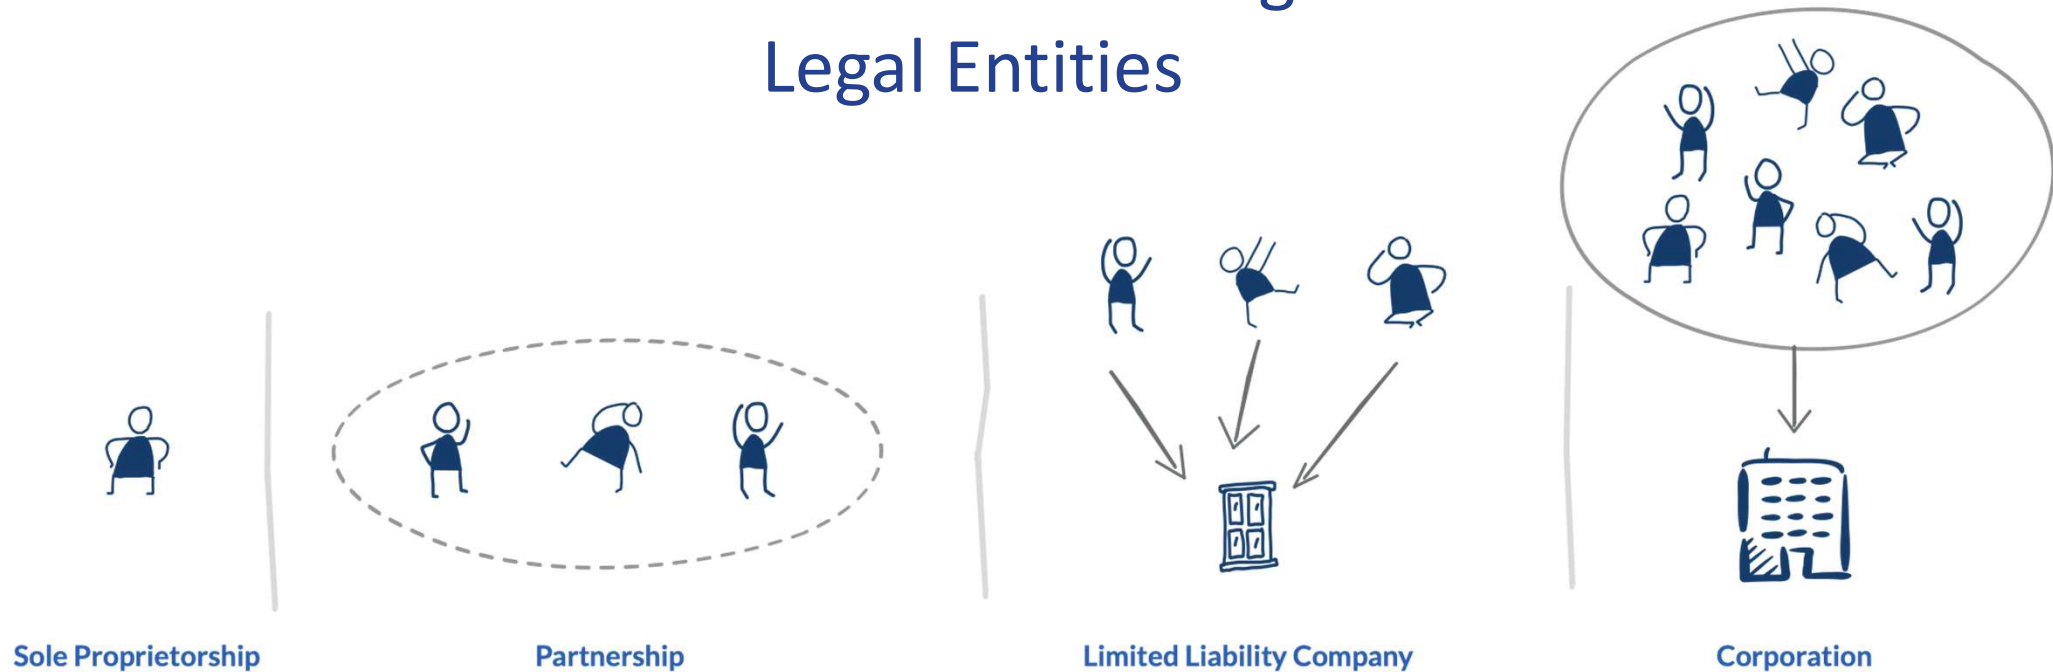 Legal Entities
Sole Proprietorship
Partnership
Limited Liability Company
Corporation